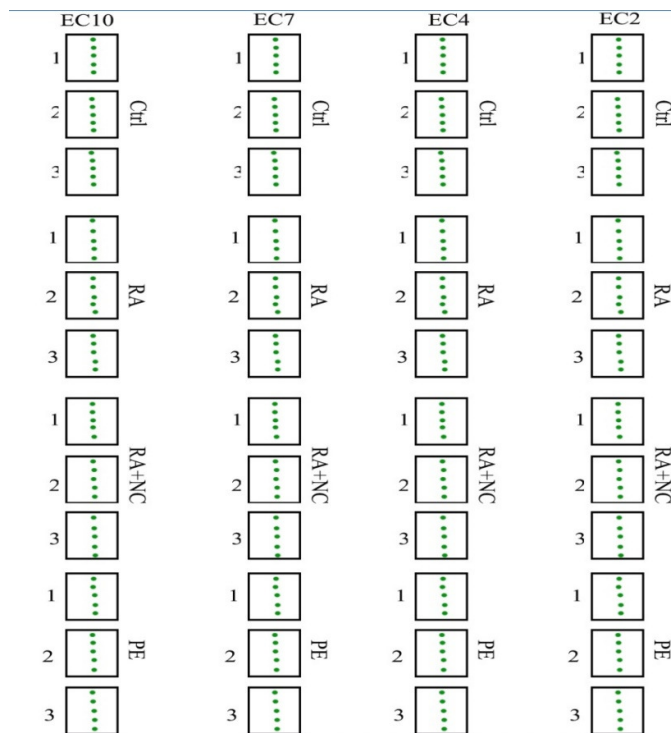 EC10 EC7 EC4 EC2
1 1 1 1
2 Ctrl 2 Ctrl 2 Ctrl 2 Ctrl
3 3 3 3
1 1 1 1
2 RA 2 RA 2 RA 2 RA
3 3 3 3
1 1 1 1
RA+NC RA+NC RA+NC RA+NC
2 2 2 2
3 3 3 3
1 1 1 1
2 PE 2 PE 2 PE 2 PE
3 3 3 3